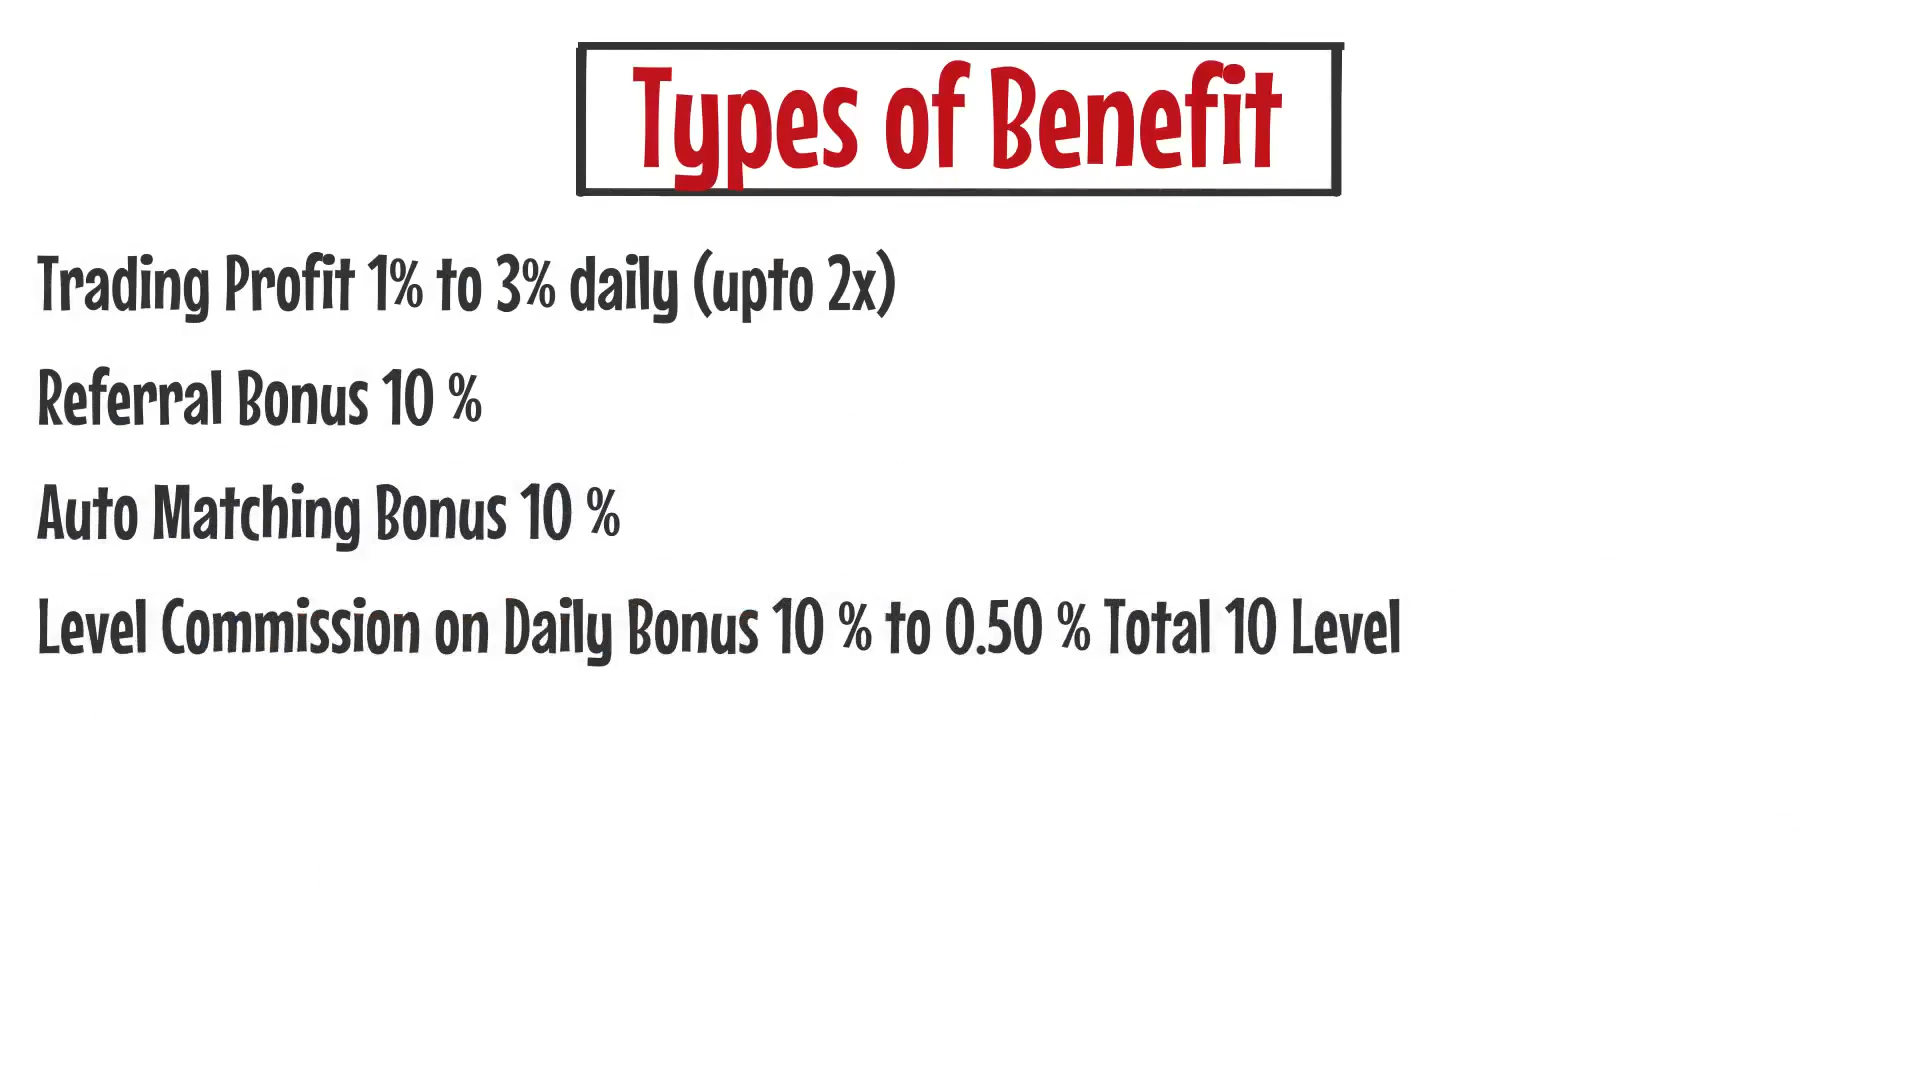 Types of Benefit
Trading Profit 1% to 3% daily (upto 2x)
Referral Bonus 10 %
Auto Matching Bonus 10 %
Level Commission on Daily Bonus 10 % to 0.50 % Total 10 Level